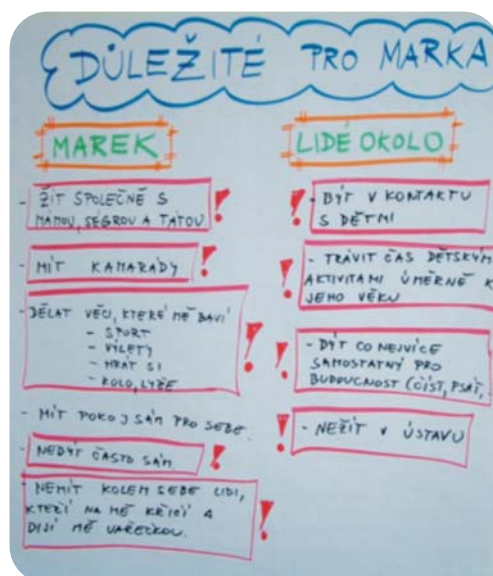 DŮLEŽITÉ PRO MARKA
MAREK
- ŽÍT SPOLEČNĚ S
MÁMOU, SÉGROU A TÁTOU
- MÍT KAMARÁDY
- DĚLAT VĚCI, KTERÉ MĚ BAVÍ
- SPORT
- VÝLETY
- HRÁT SI
- KOLO, LYŽE
- MÍT POKOJ SÁM PRO SEBE.
- NEBÝT ČASTO SÁM
- NEMÍT KOLEM SEBE LIDI,
KTEŘÍ NA MĚ KŘIČÍ A
BIJÍ MĚ VAŘEČKOU.
LIDÉ OKOLO
- BÝT V KONTAKTU
S DĚTMI
- TRÁVIT ČAS DĚTSKÝM
AKTIVITAMI ÚMĚRNĚ K
JEHO VĚKU
- BÝT CO NEJVÍCE
SAMOSTATNÝ PRO
BUDOUCNOST (ČÍST, PSÁT,
- NEŽÍT V ÚSTAVU